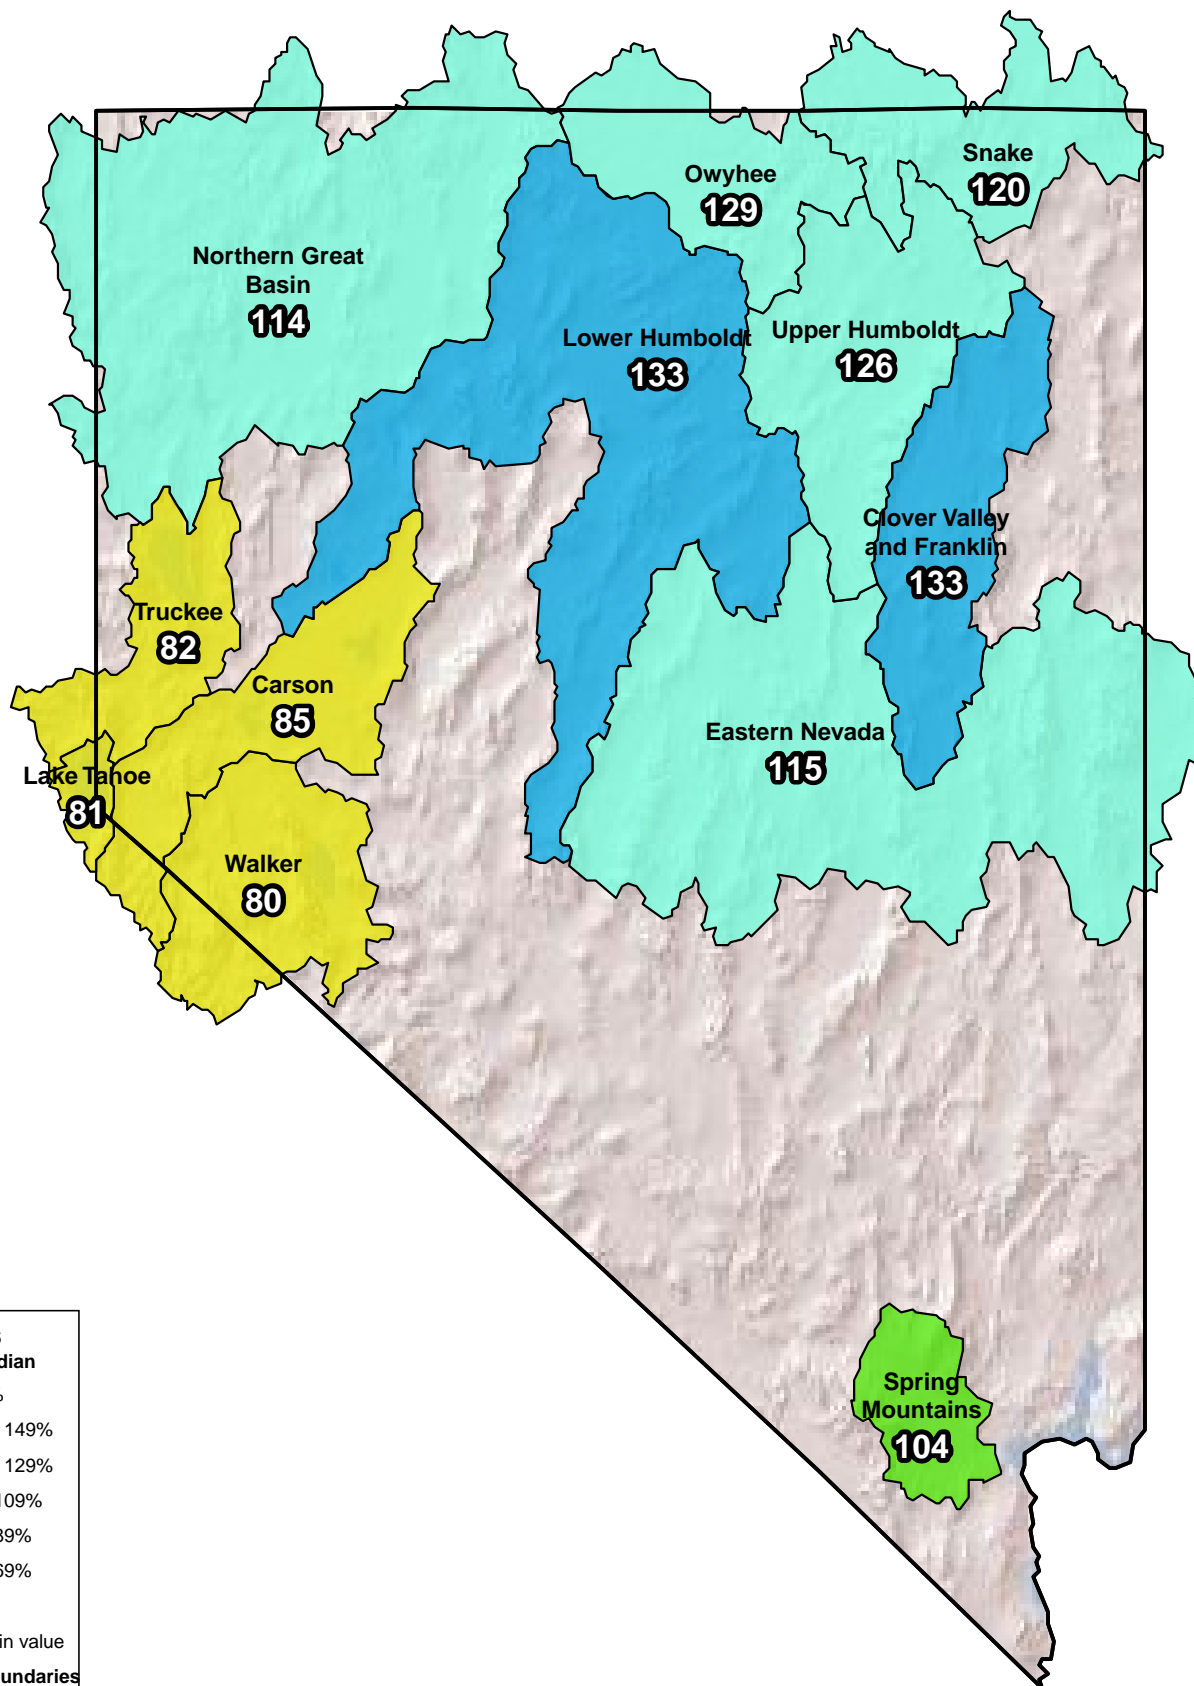 Snake
120
Owyhee
129
Northern Great
Basin
114
Lower Humboldt
133
Upper Humboldt
126
Clover Valley
and Franklin
133
Truckee
82
Carson
85
Eastern Nevada
115
Lake Tahoe
81
Walker
80
Spring
Mountains
104
dian
%
149%
129%
109%
39%
69%
in value
undaries